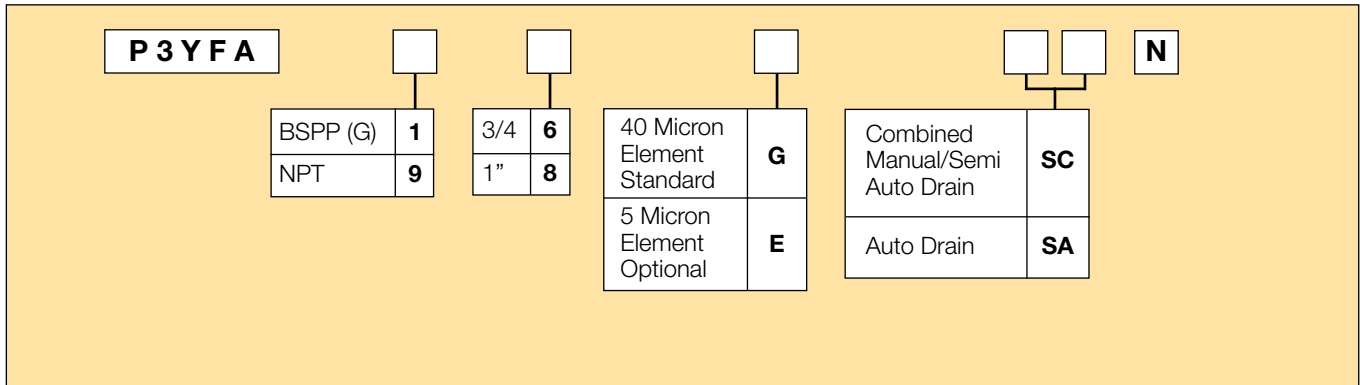 P3YFA N
BSPP (G) 1
NPT 9
3/4 6
1" 8
40 Micron
Element
Standard
G
5 Micron
Element
Optional
E
Combined
Manual/Semi
Auto Drain
SC
Auto Drain SA